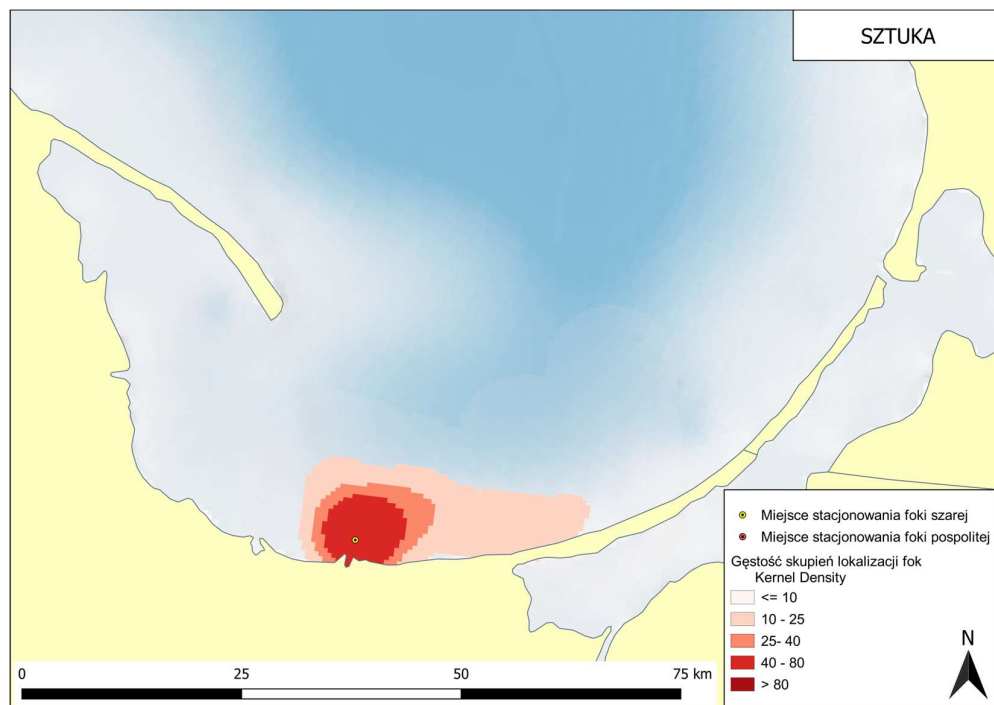 SZTUKA
Miejsce stacjonowania foki szarej
Miejsce stacjonowania foki pospolitej
Gęstość skupień lokalizacji fok
Kernel Density
<= 10
10 - 25
25- 40
40 - 80
> 80
N
0 25 50 75 km